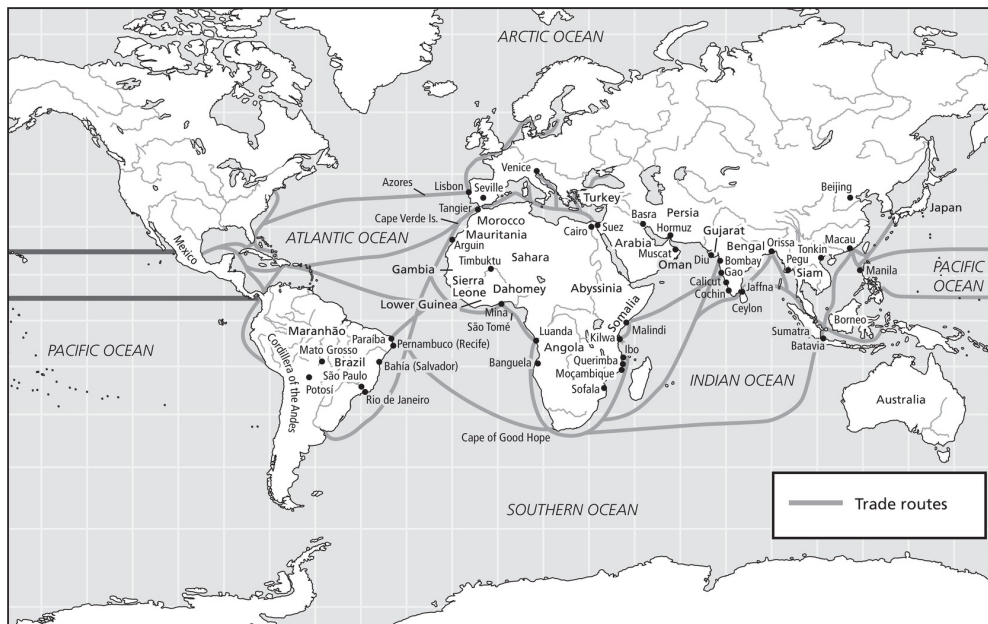 ARCTIC OCEAN
Venice
Azores
Lisbon
Seville
Turkey
Beijing
Tangier
Cape Verde Is.
Morocco
Basra
Persia
Japan
Mauritania
Cairo
Suez
Hormuz
Gujarat
ATLANTIC OCEAN
Arguin
Arabia
Bengal
Orissa
Tonkin
Macau
Mexico
Timbuktu
Sahara
Muscat
Oman
Diu
Bombay
Pegu
Gambia
Gao
Siam
Manila
PACIFIC
OCEAN
Sierra
Leone
Dahomey
Abyssinia
Calicut
Cochin
Jaffna
Ceylon
Lower Guinea
Mina
São Tomé
Somalia
Malindi
Borneo
Maranhão
Paraíba
Luanda
Kilwa
Sumatra
Batavia
PACIFIC OCEAN
Mato Grosso
Pernambuco (Recife)
Angola
Ibo
Brazil
Bahía (Salvador)
Banguela
Querimba
Moçambique
São Paulo
Potosí
Rio de Janeiro
Sofala
INDIAN OCEAN
Cordillera of the Andes
Australia
Cape of Good Hope
SOUTHERN OCEAN
Trade routes